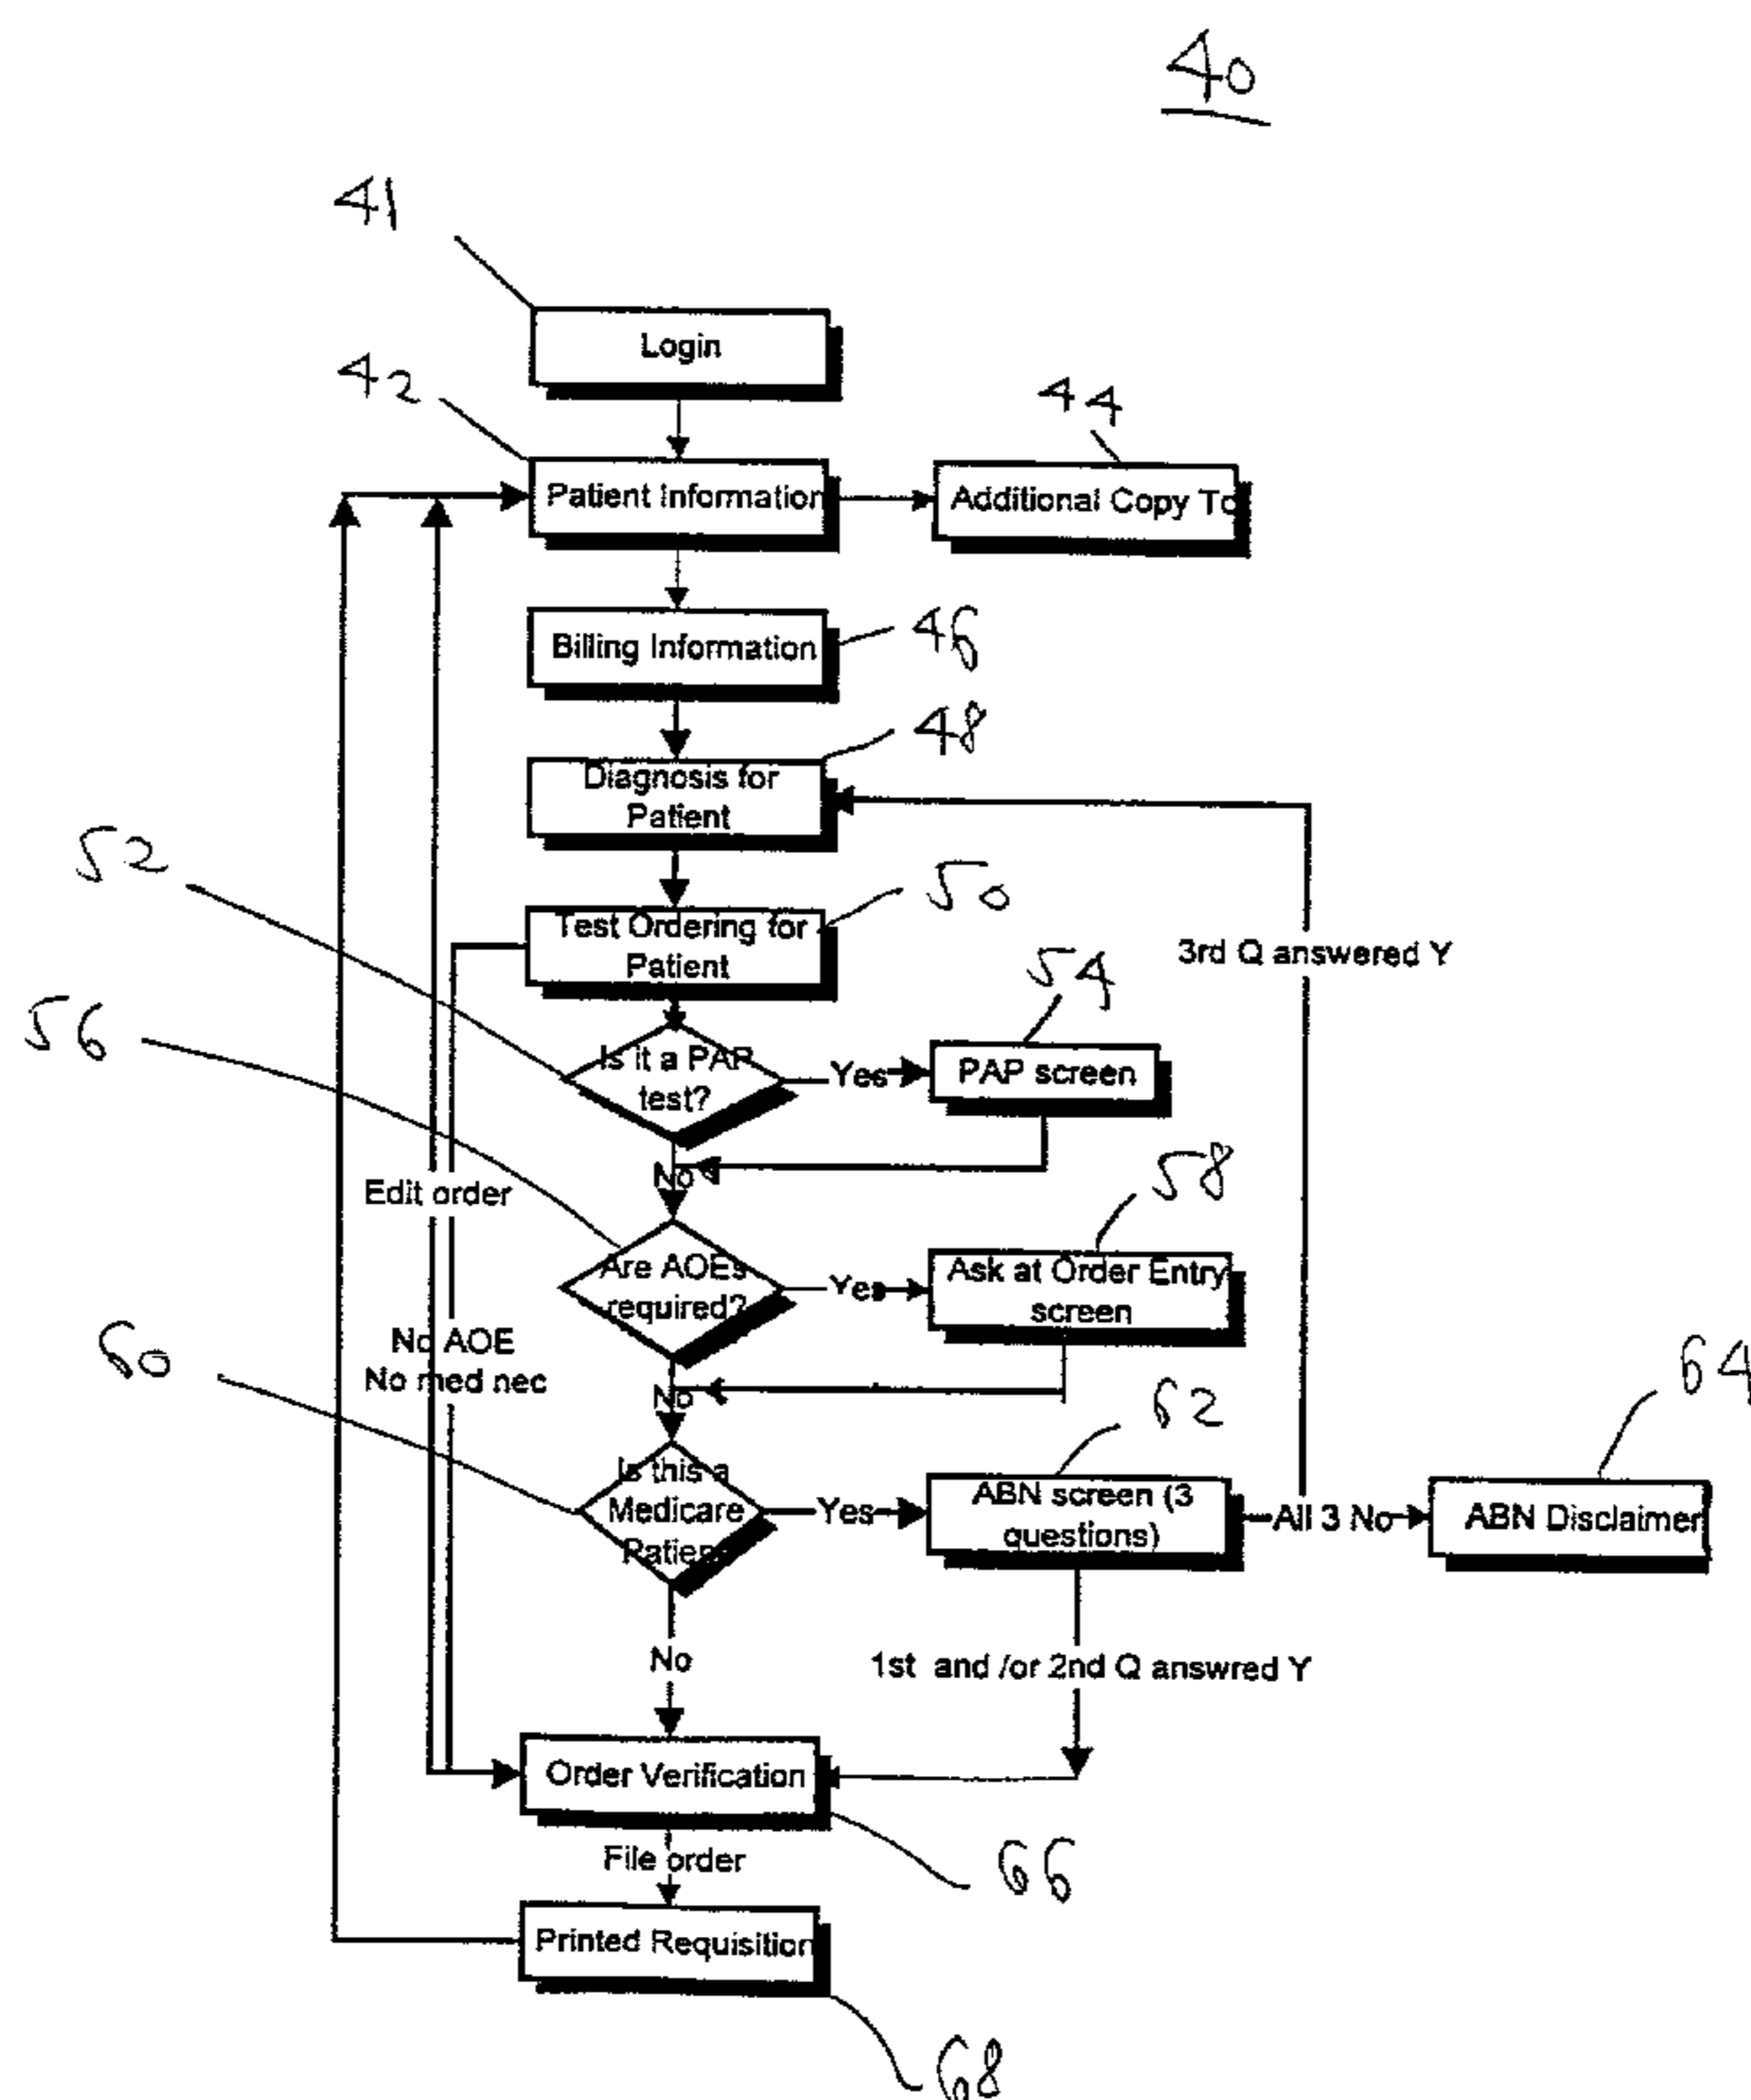 40
41
Login
42
44
Patient Information
Additional Copy To
Billing Information
46
48
Diagnosis for
Patient
52
50
Test Ordering for
Patient
3rd Q answered Y
54
56
Is it a PAP
test?
Yes
PAP screen
No
58
Edit order
Are AOEs
required?
Yes
Ask at Order Entry
screen
60
No AOE
No med nec
No
62
64
Is this a
Medicare
Patient
Yes
ABN screen (3
questions)
All 3 No
ABN Disclaimer
No
1st and /or 2nd Q answred Y
Order Verification
66
File order
Printed Requisition
68